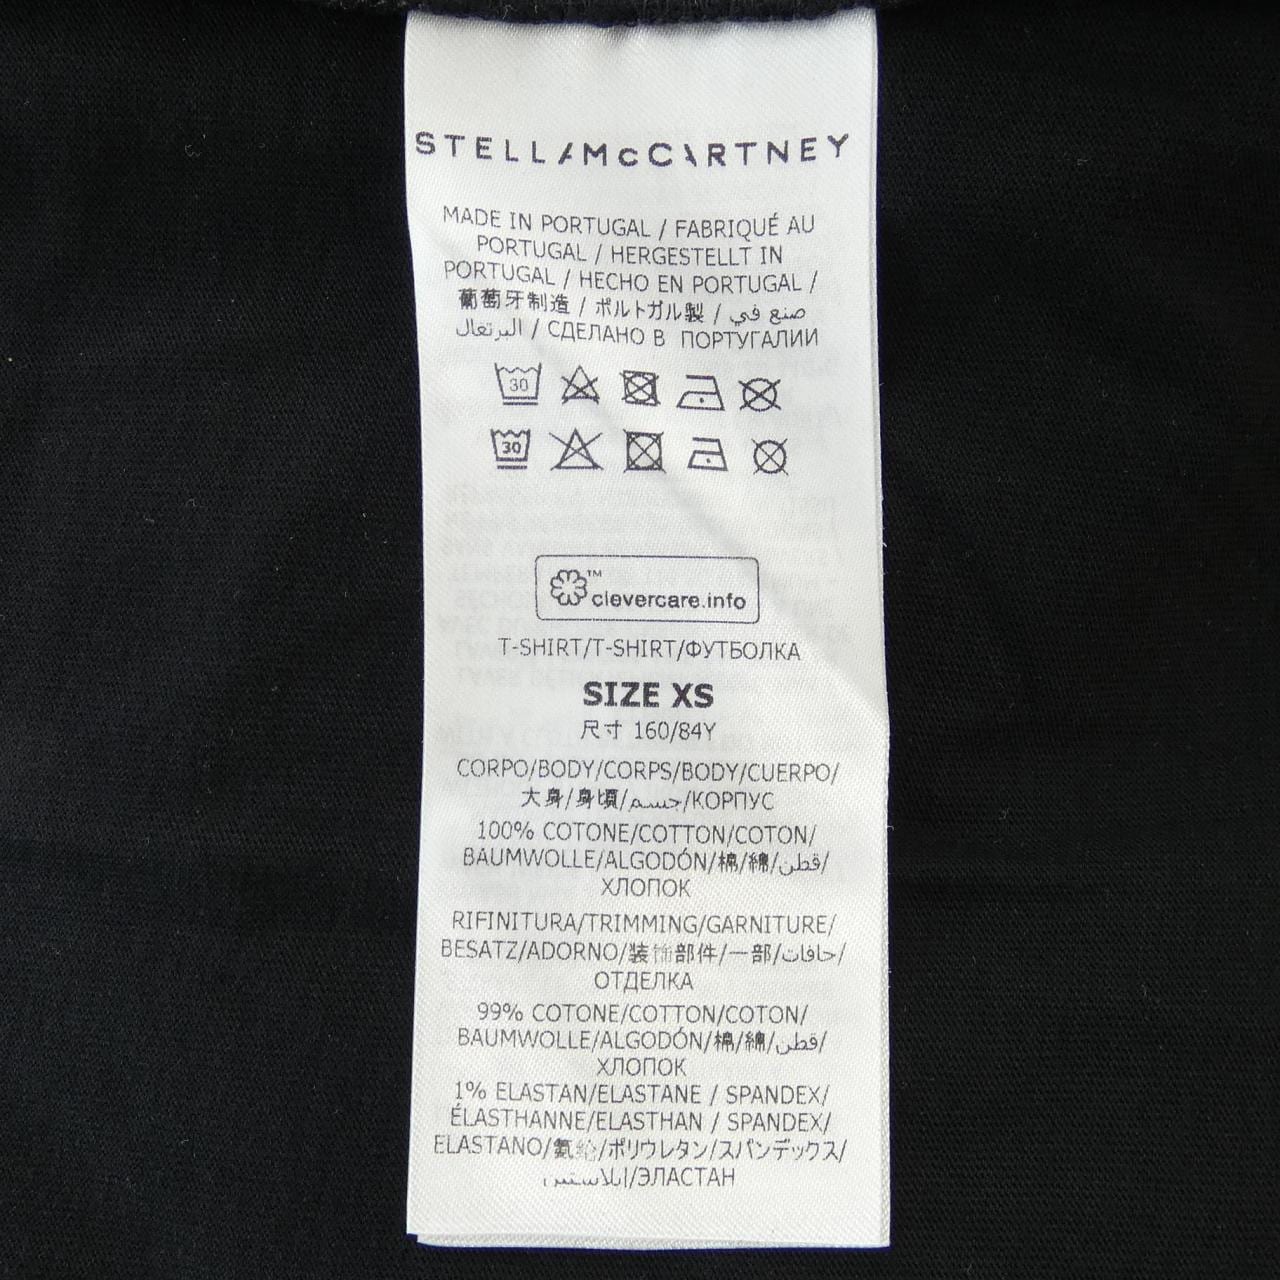 STELLAMcCARTNEY
MADE IN PORTUGAL / FABRIQUÉ AU
PORTUGAL / HERGESTELLT IN
PORTUGAL / HECHO EN PORTUGAL /
葡萄牙制造 / ポルトガル製 / صنع في
البرتغال / СДЕЛАНО В ПОРТУГАЛИИ
30
30
™
clevercare.info
T-SHIRT/T-SHIRT/ФУТБОЛКА
SIZE XS
尺寸 160/84Y
CORPO/BODY/CORPS/BODY/CUERPO/
大身/身頃/جسم/КОРПУС
100% COTONE/COTTON/COTON/
BAUMWOLLE/ALGODÓN/棉/綿/قطن/
ХЛОПОК
RIFINITURA/TRIMMING/GARNITURE/
BESATZ/ADORNO/装饰部件/一部/حافات/
ОТДЕЛКА
99% COTONE/COTTON/COTON/
BAUMWOLLE/ALGODÓN/棉/綿/قطن/
ХЛОПОК
1% ELASTAN/ELASTANE / SPANDEX/
ÉLASTHANNE/ELASTHAN / SPANDEX/
ELASTANO/氨纶/ポリウレタン/スパンデックス/
إيلاستين/ЭЛАСТАН